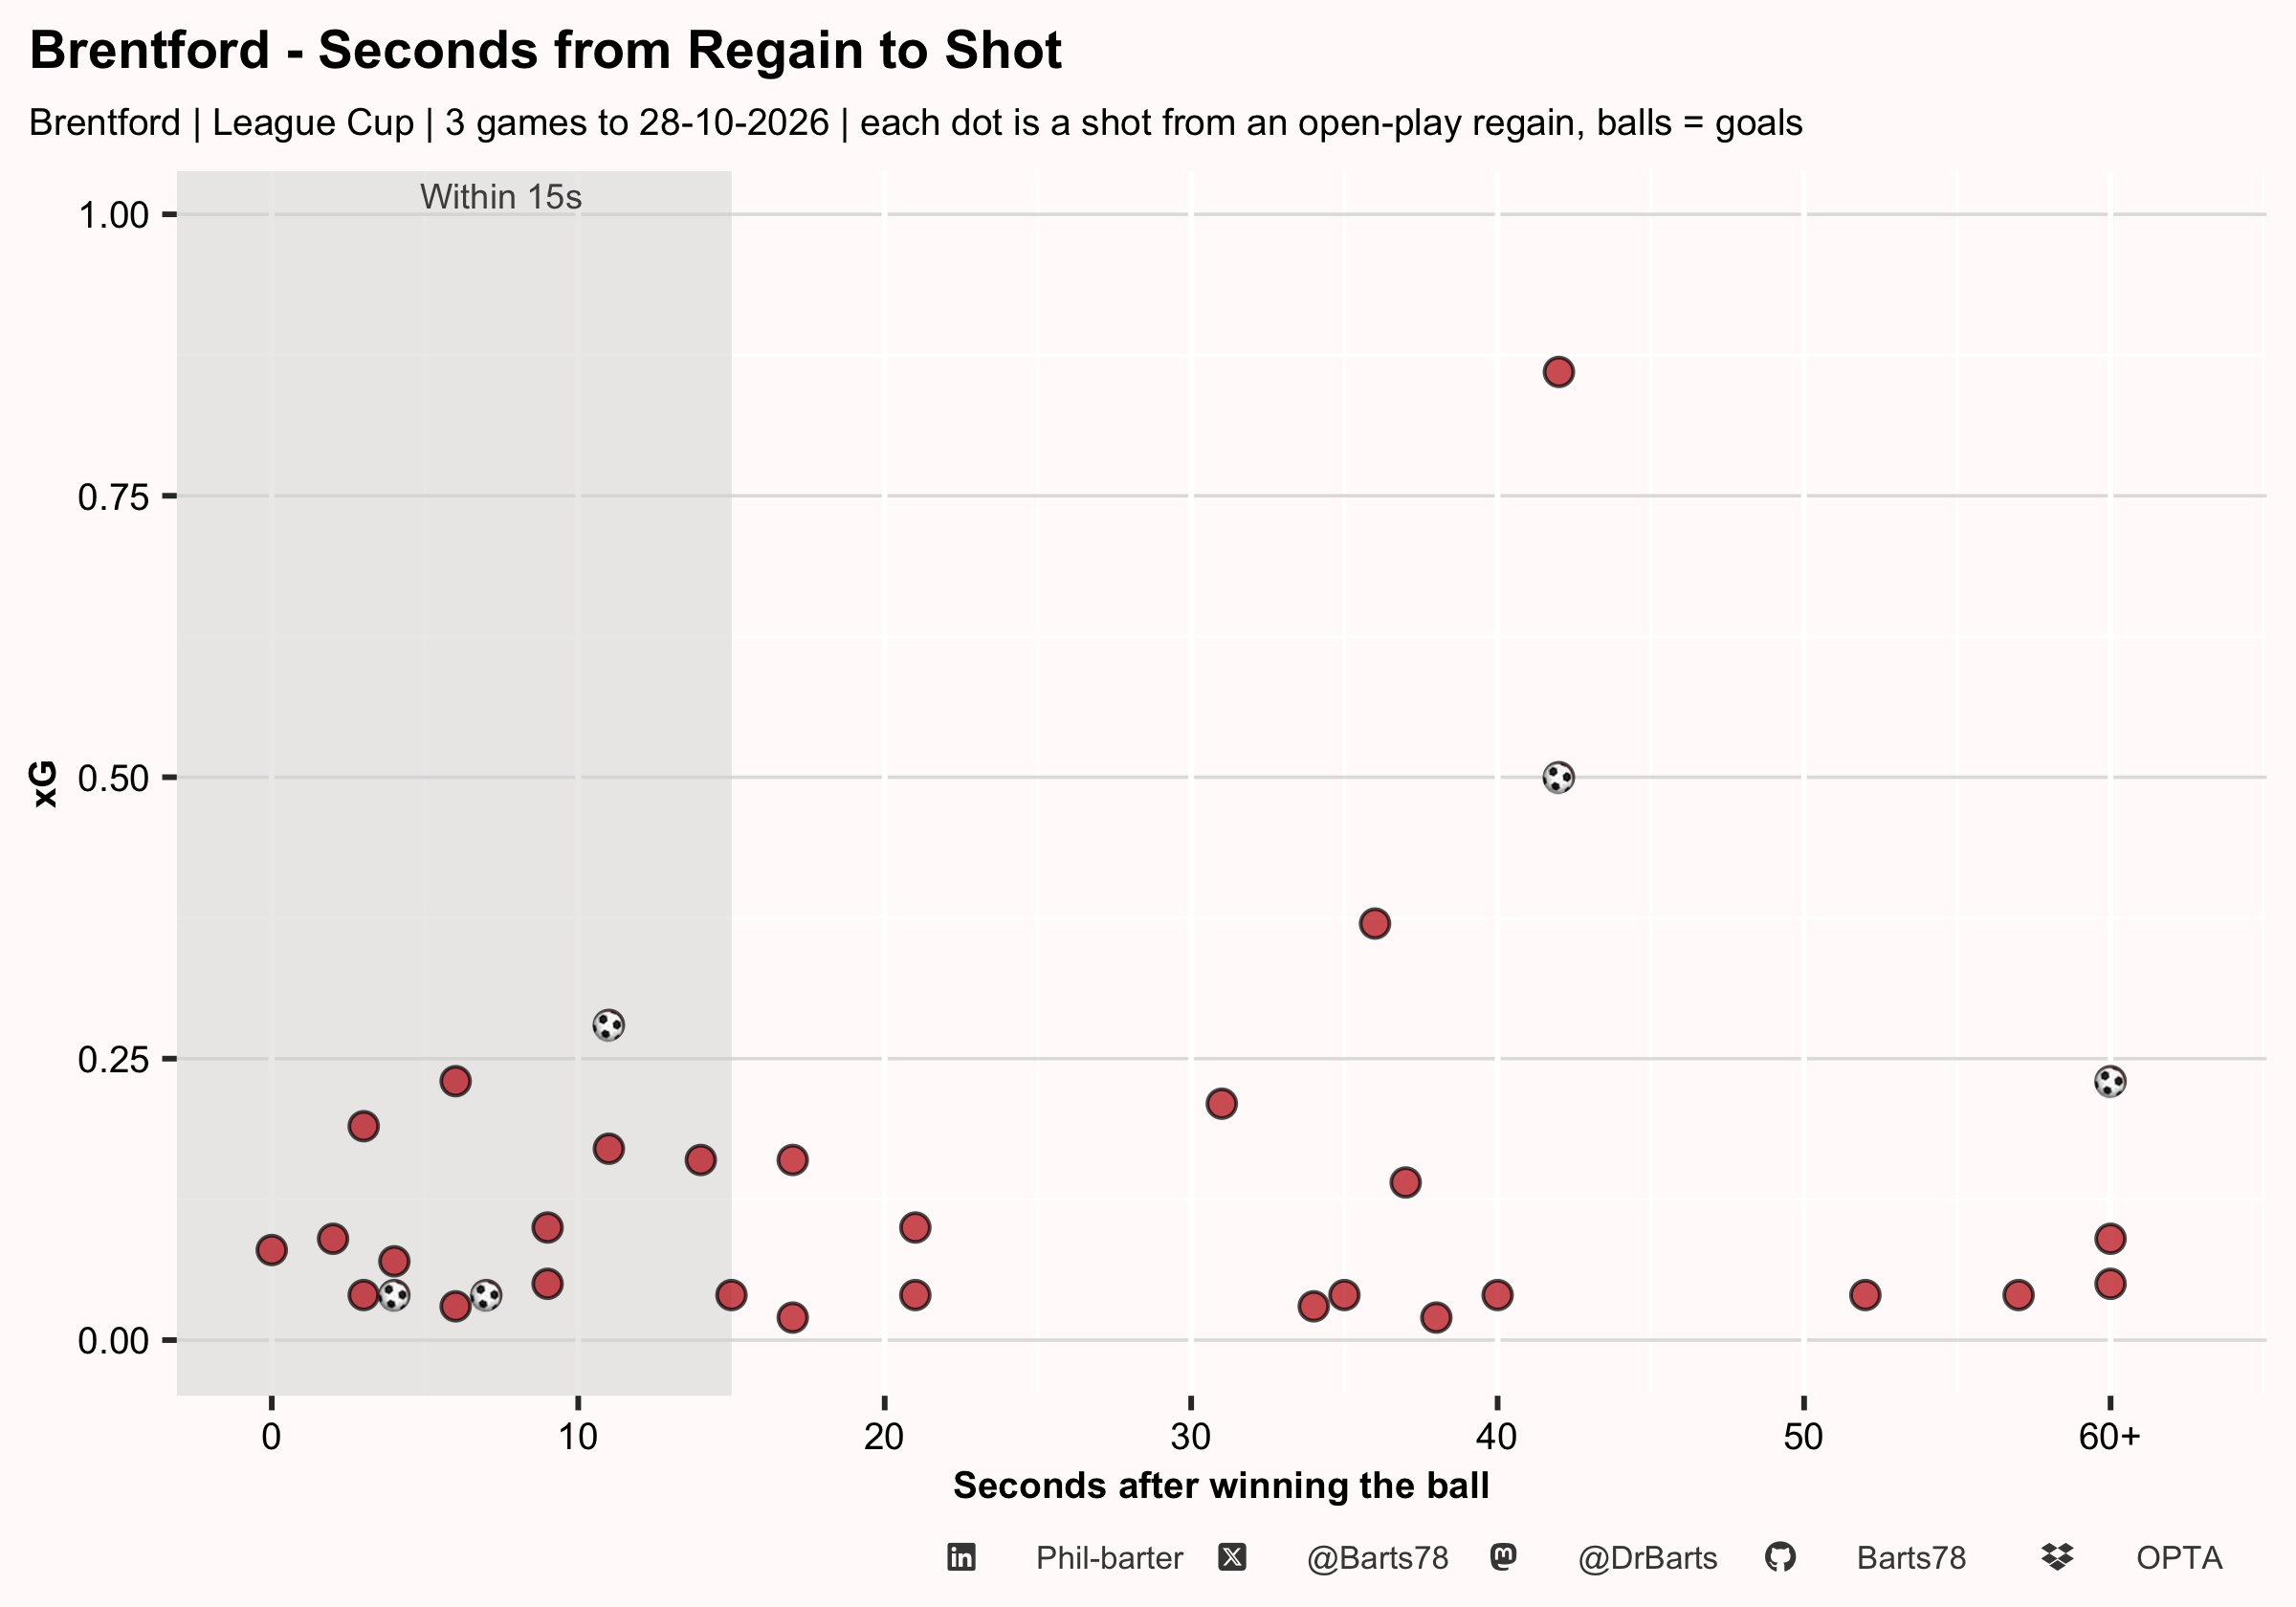 Brentford - Seconds from Regain to Shot
Brentford | League Cup | 3 games to 28-10-2026 | each dot is a shot from an open-play regain, balls = goals
Within 15s
1.00
0.75
0.50
0.25
0.00
xG
0 10 20 30 40 50 60+
Seconds after winning the ball
Phil-barter @Barts78 @DrBarts Barts78 OPTA